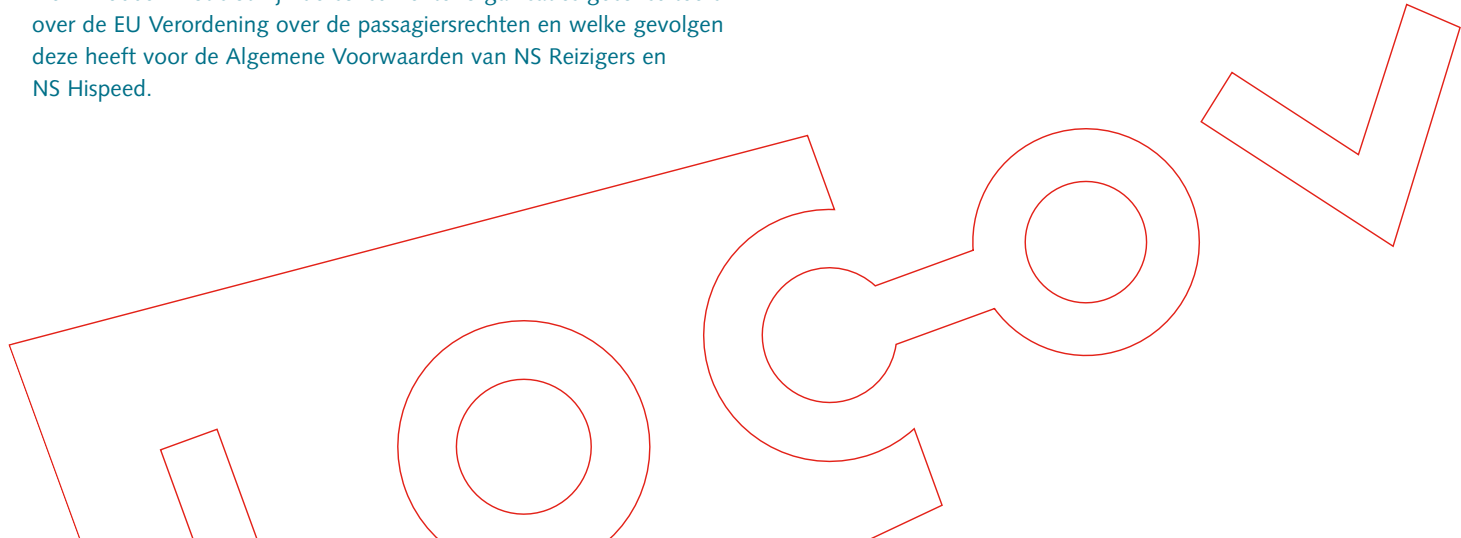 over de EU Verordening over de passagiersrechten en welke gevolgen
deze heeft voor de Algemene Voorwaarden van NS Reizigers en
NS Hispeed.